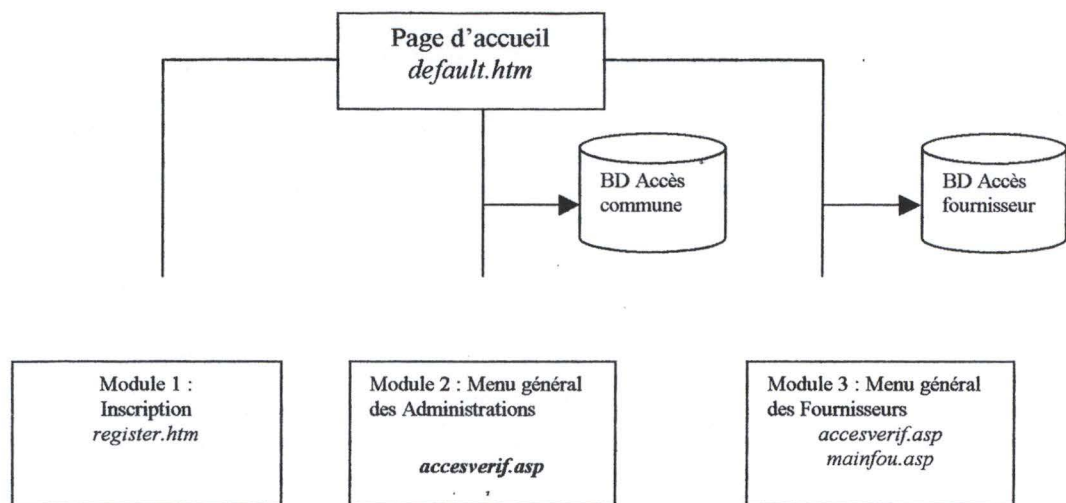 Page d'accueil
default.htm
BD Accès
commune
BD Accès
fournisseur
Module 1 :
Inscription
register.htm
Module 2 : Menu général
des Administrations
accesverif.asp
Module 3 : Menu général
des Fournisseurs
accesverif.asp
mainfou.asp